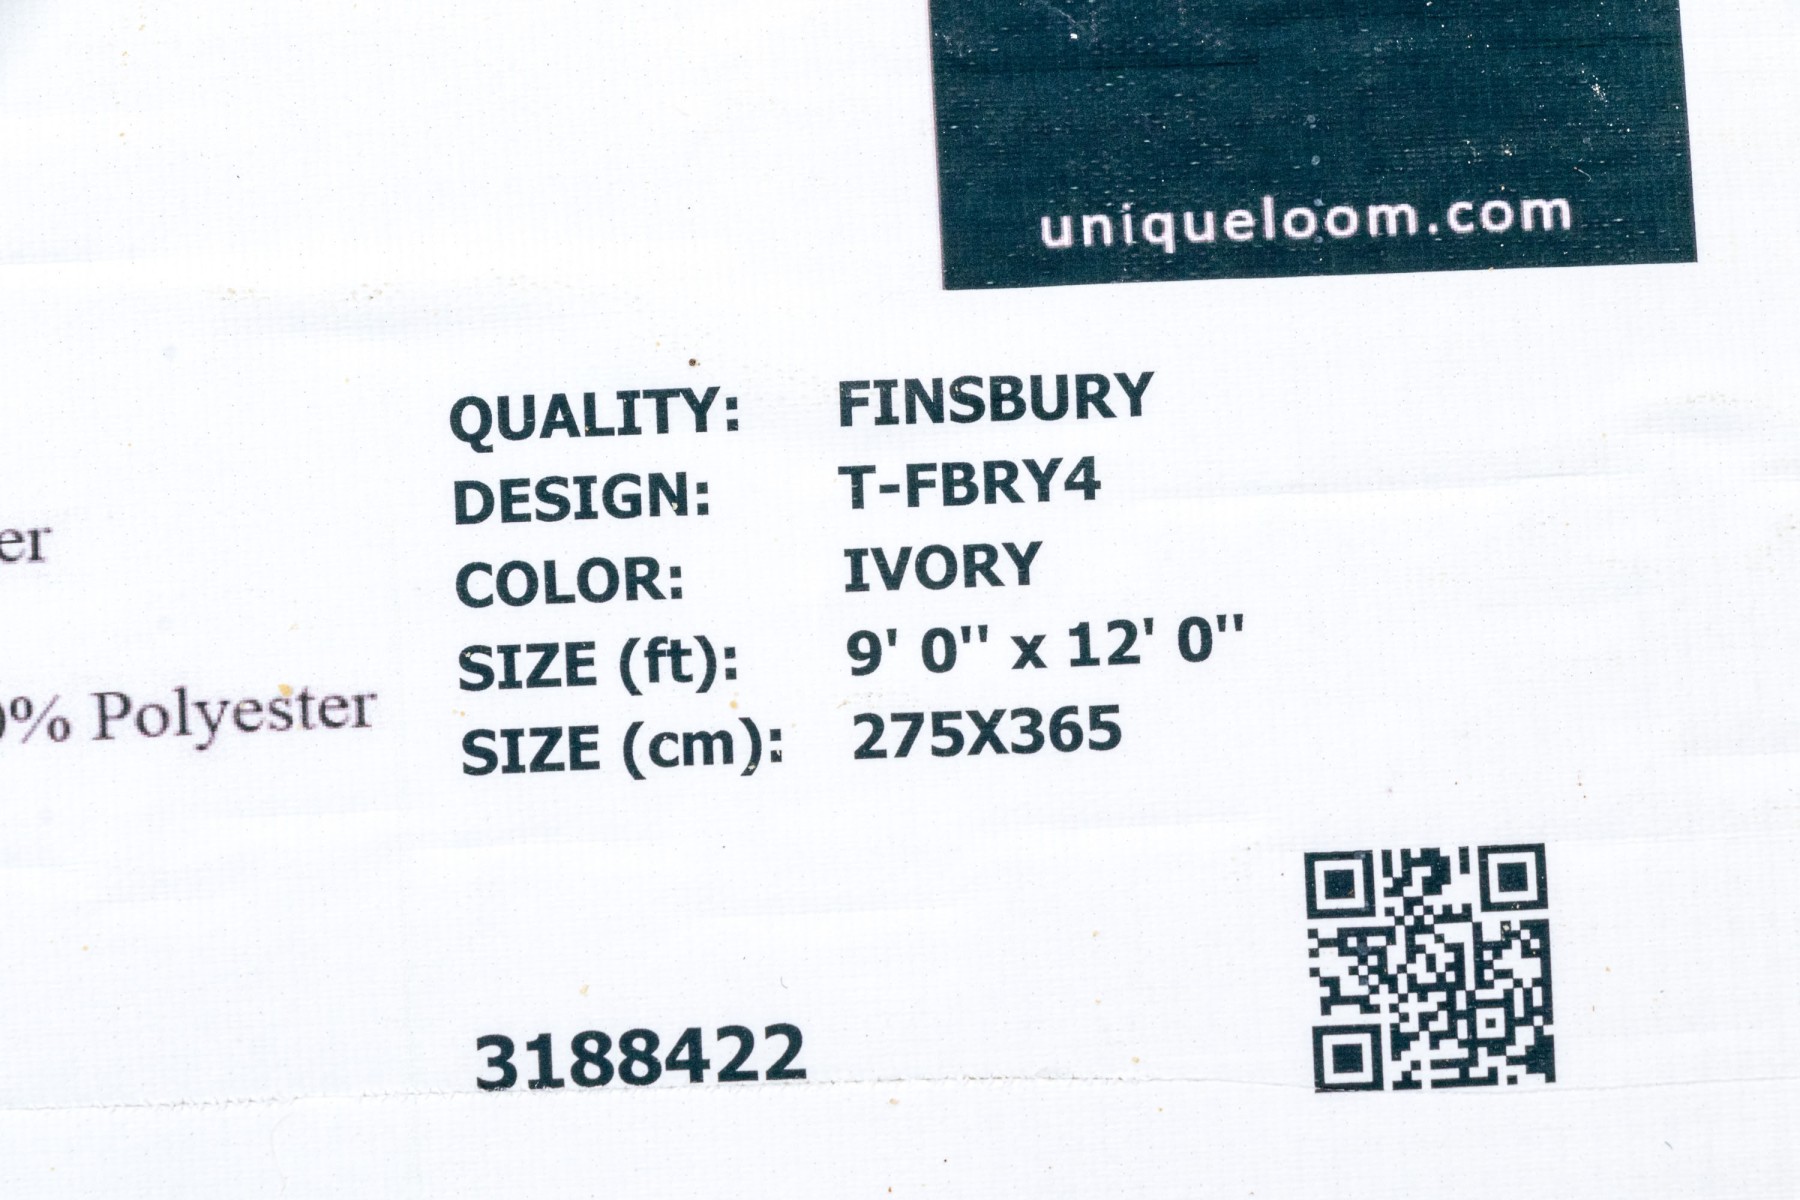 uniqueloom.com
QUALITY: FINSBURY
DESIGN: T-FBRY4
COLOR: IVORY
er
SIZE (ft): 9' 0" x 12' 0"
% Polyester
SIZE (cm): 275X365
3188422